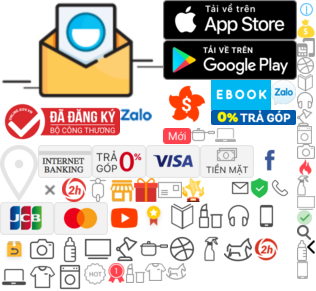 Tải về trên
App Store
TẢI VỀ TRÊN
Google Play
ĐÃ ĐĂNG KÝ
BỘ CÔNG THƯƠNG
Zalo
$
EBOOK
Zalo
0% TRẢ GÓP
Mới
INTERNET
BANKING
TRẢ
GÓP 0%
VISA
TIỀN MẶT
f
2h
JCB
MasterCard
2h
HOT